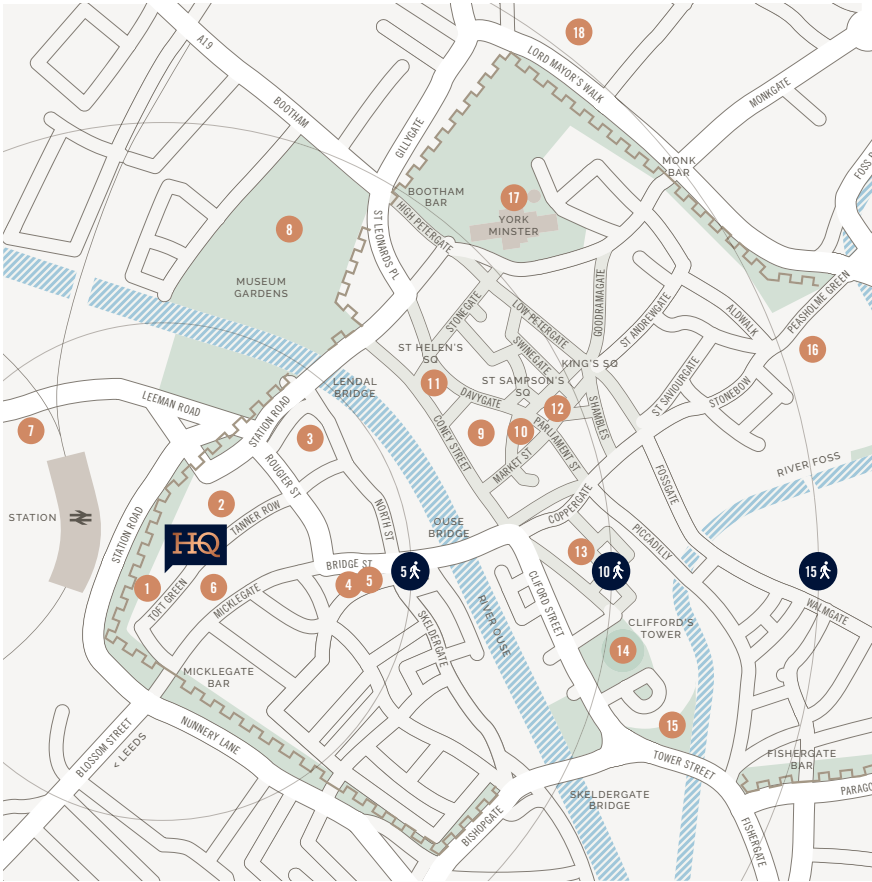 18
A19
LORD MAYOR'S WALK
BOOTHAM
MONKGATE
GILLYGATE
MONK
BAR
FOSS
BOOTHAM
BAR
17
YORK
MINSTER
HIGH PETERGATE
8
ST LEONARDS PL
MUSEUM
GARDENS
GOODRAMAGATE
PEASHOLME GREEN
STONEGATE
LOW PETERGATE
ST ANDREWGATE
ALDWALK
ST HELEN'S
SQ
SWINEGATE
KING'S SQ
16
11
ST SAMPSON'S
SQ
LENDAL
BRIDGE
DAVYGATE
12
ST SAVIOURGATE
STONEBOW
LEEMAN ROAD
STATION ROAD
SHAMBLES
7
3
9
10
CONEY STREET
PARLIAMENT ST
MARKET ST
ROUGIER ST
FOSSGATE
RIVER FOSS
2
TANNER ROW
NORTH ST
COPPERGATE
STATION
STATION ROAD
OUSE
BRIDGE
PICCADILLY
HQ
13
BRIDGE ST
5
10
15
1
TOFT GREEN
6
MICKLEGATE
4
5
CLIFORD STREET
WALMGATE
SKELDERGATE
RIVER OUSE
CLIFFORD'S
TOWER
14
MICKLEGATE
BAR
15
NUNNERY LANE
BLOSSOM STREET
< LEEDS
TOWER STREET
FISHERGATE
BAR
SKELDERGATE
BRIDGE
PARAGO
BISHOPGATE
FISHERGATE